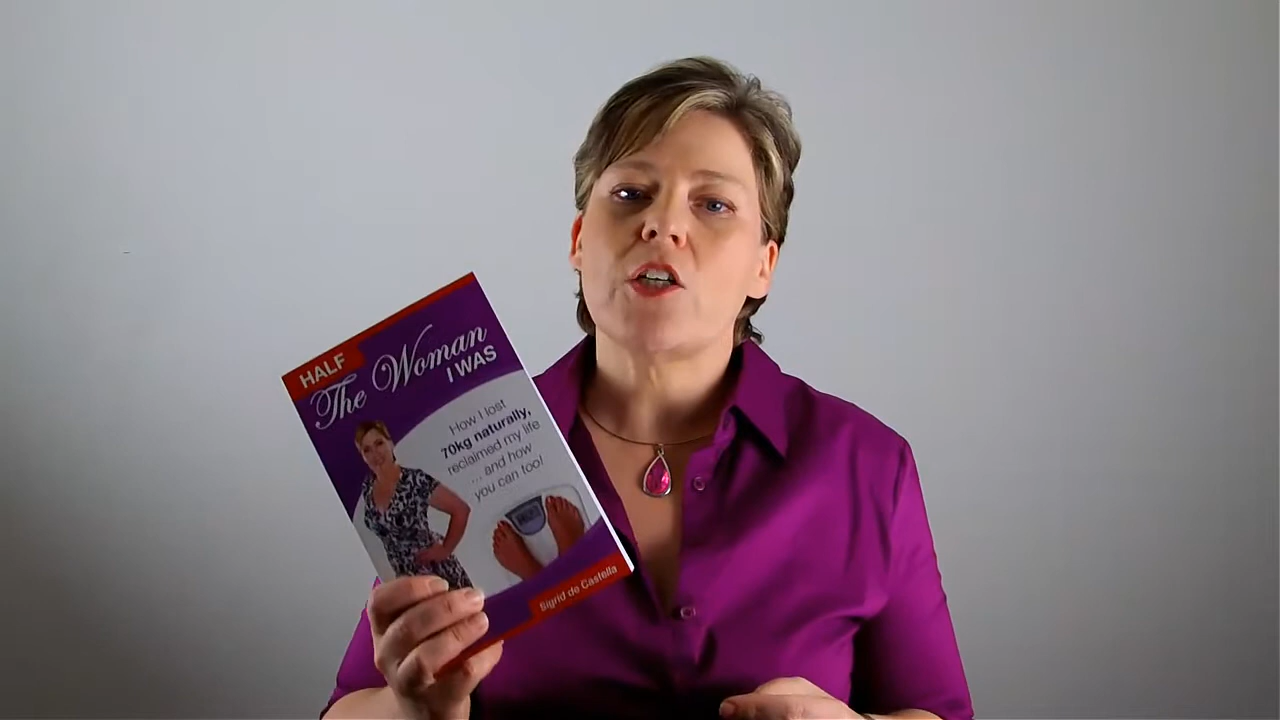 HALF
The Woman
I WAS
How I lost
70kg naturally,
reclaimed my life
... and how
you can too!
Sigrid de Castella